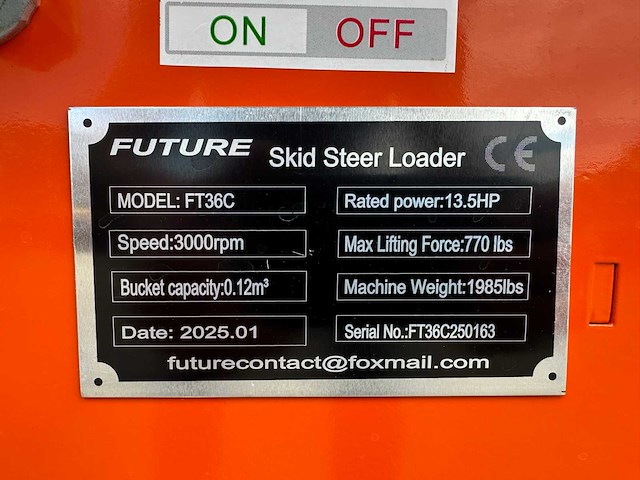 ON OFF
FUTURE Skid Steer Loader CE
MODEL: FT36C Rated power:13.5HP
Speed:3000rpm Max Lifting Force:770 lbs
Bucket capacity:0.12m³ Machine Weight:1985lbs
Date: 2025.01 Serial No.:FT36C250163
futurecontact@foxmail.com